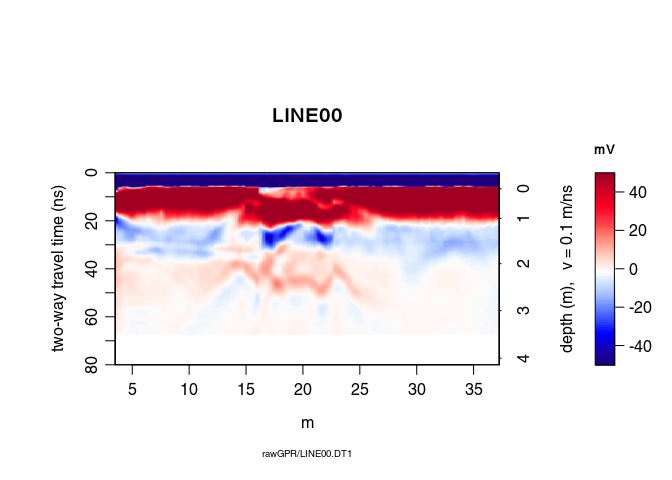 LINE00
mV
two-way travel time (ns)
0
20
40
60
80
0
1
2
3
4
depth (m),   v = 0.1 m/ns
40
20
0
-20
-40
5 10 15 20 25 30 35
m
rawGPR/LINE00.DT1